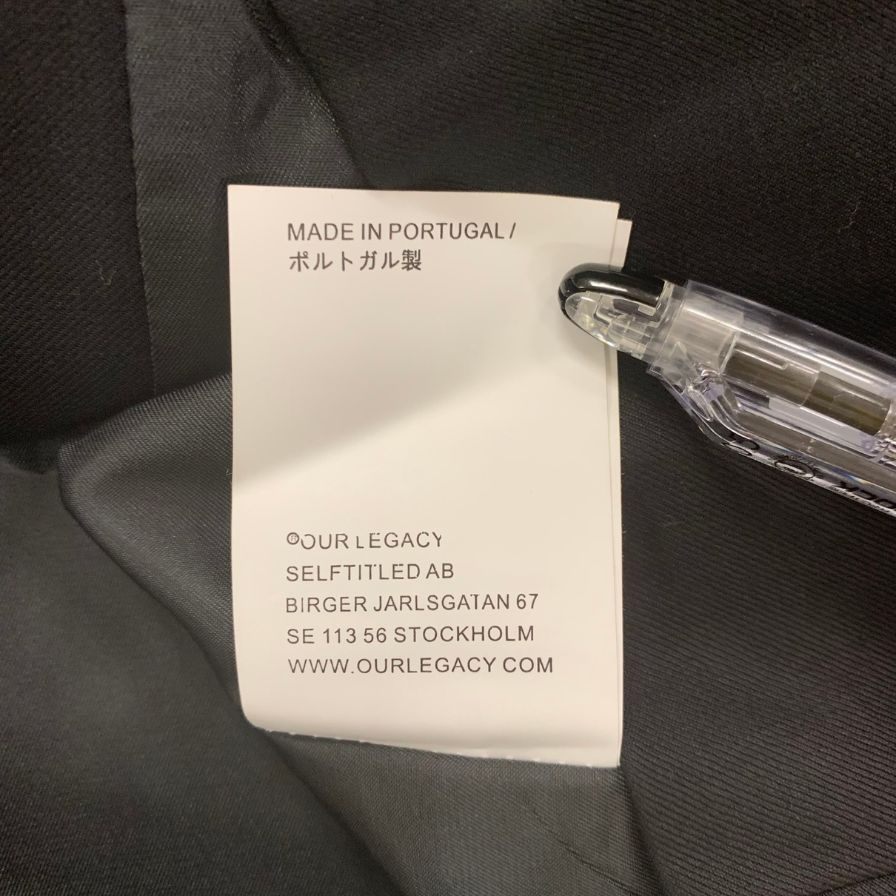 MADE IN PORTUGAL /
ポルトガル製
®OUR LEGACY
SELFTITLED AB
BIRGER JARLSGATAN 67
SE 113 56 STOCKHOLM
WWW.OURLEGACY.COM